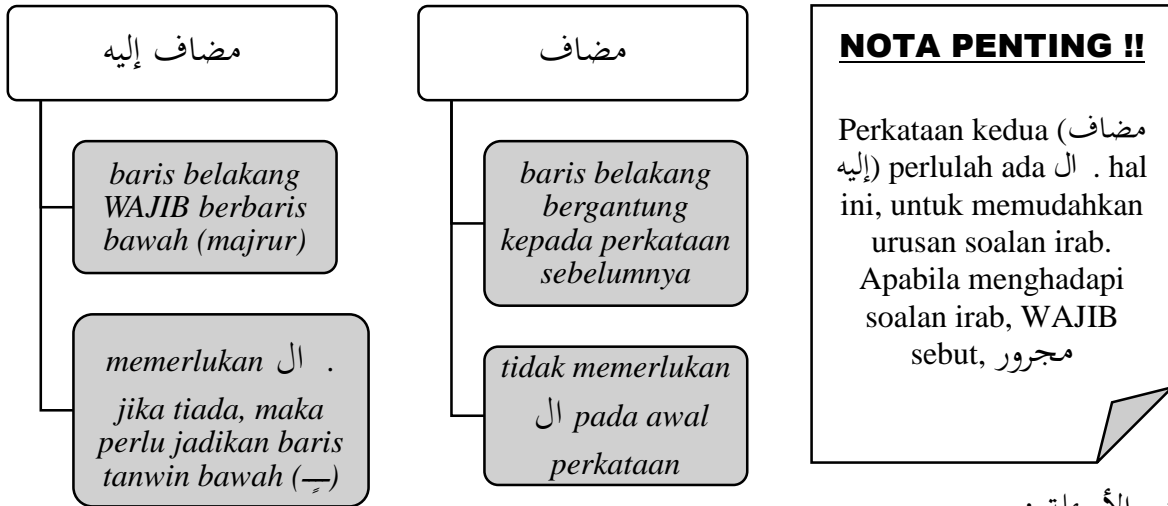 مضاف إليه
baris belakang
WAJIB berbaris
bawah (majrur)
memerlukan ال .
jika tiada, maka
perlu jadikan baris
tanwin bawah (ـــٍ)
مضاف
baris belakang
bergantung
kepada perkataan
sebelumnya
tidak memerlukan
ال pada awal
perkataan
NOTA PENTING !!
Perkataan kedua (مضاف
إليه) perlulah ada ال . hal
ini, untuk memudahkan
urusan soalan irab.
Apabila menghadapi
soalan irab, WAJIB
sebut, مجرور